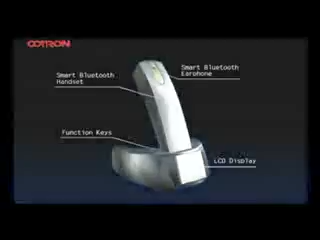 COTRON
Smart Bluetooth
Earphone
Smart Bluetooth
Handset
Function Keys
LCD Display